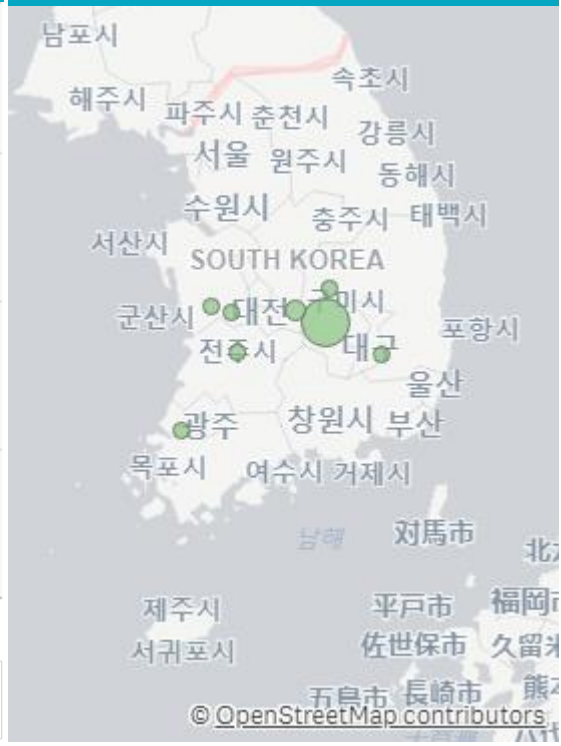 남포시
속초시
해주시 파주시 춘천시
강릉시
서울 원주시
동해시
수원시 충주시 태백시
서산시
SOUTH KOREA
군산시 대전 구미시
포항시
전주시 대구
울산
광주 창원시 부산
목포시 여수시 거제시
남해
対馬市
제주시 平戸市
서귀포시 佐世保市
五島市 長崎市
© OpenStreetMap contributors